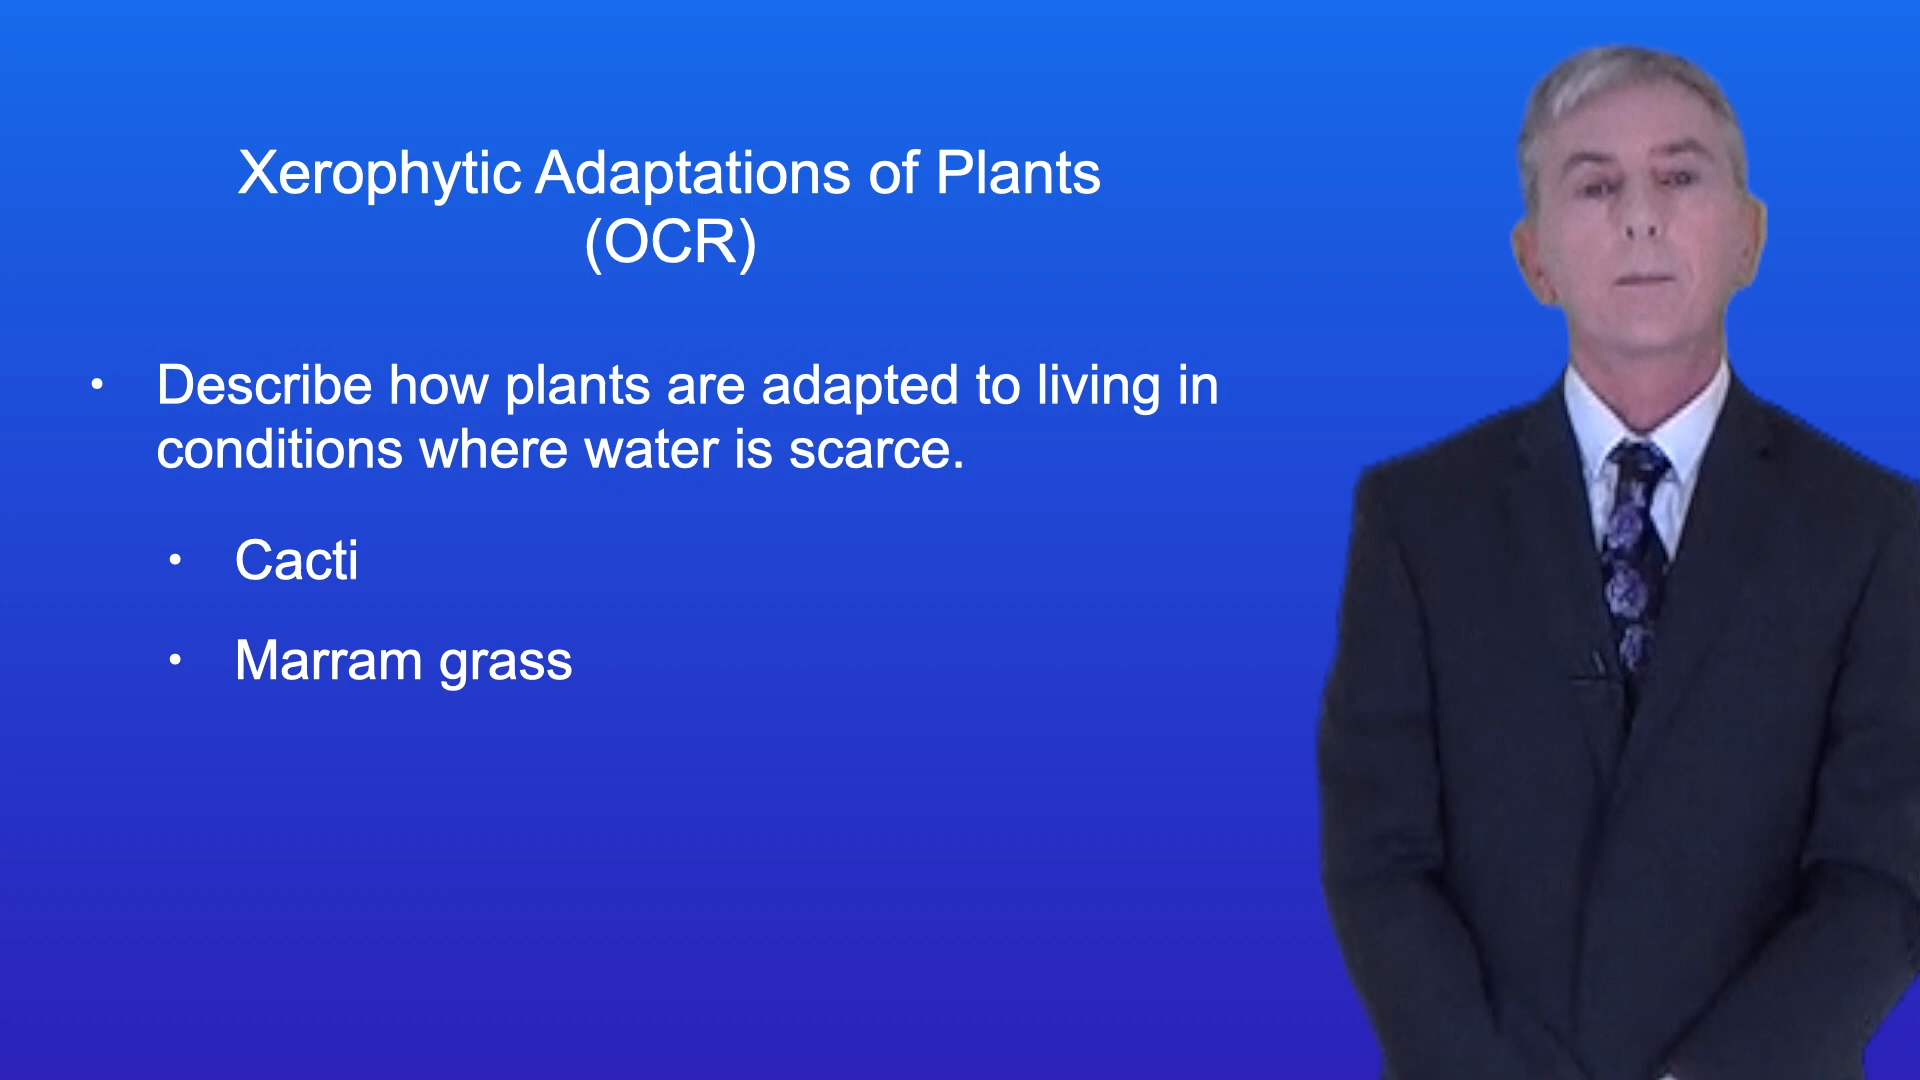 Xerophytic Adaptations of Plants
(OCR)
• Describe how plants are adapted to living in
conditions where water is scarce.
• Cacti
• Marram grass